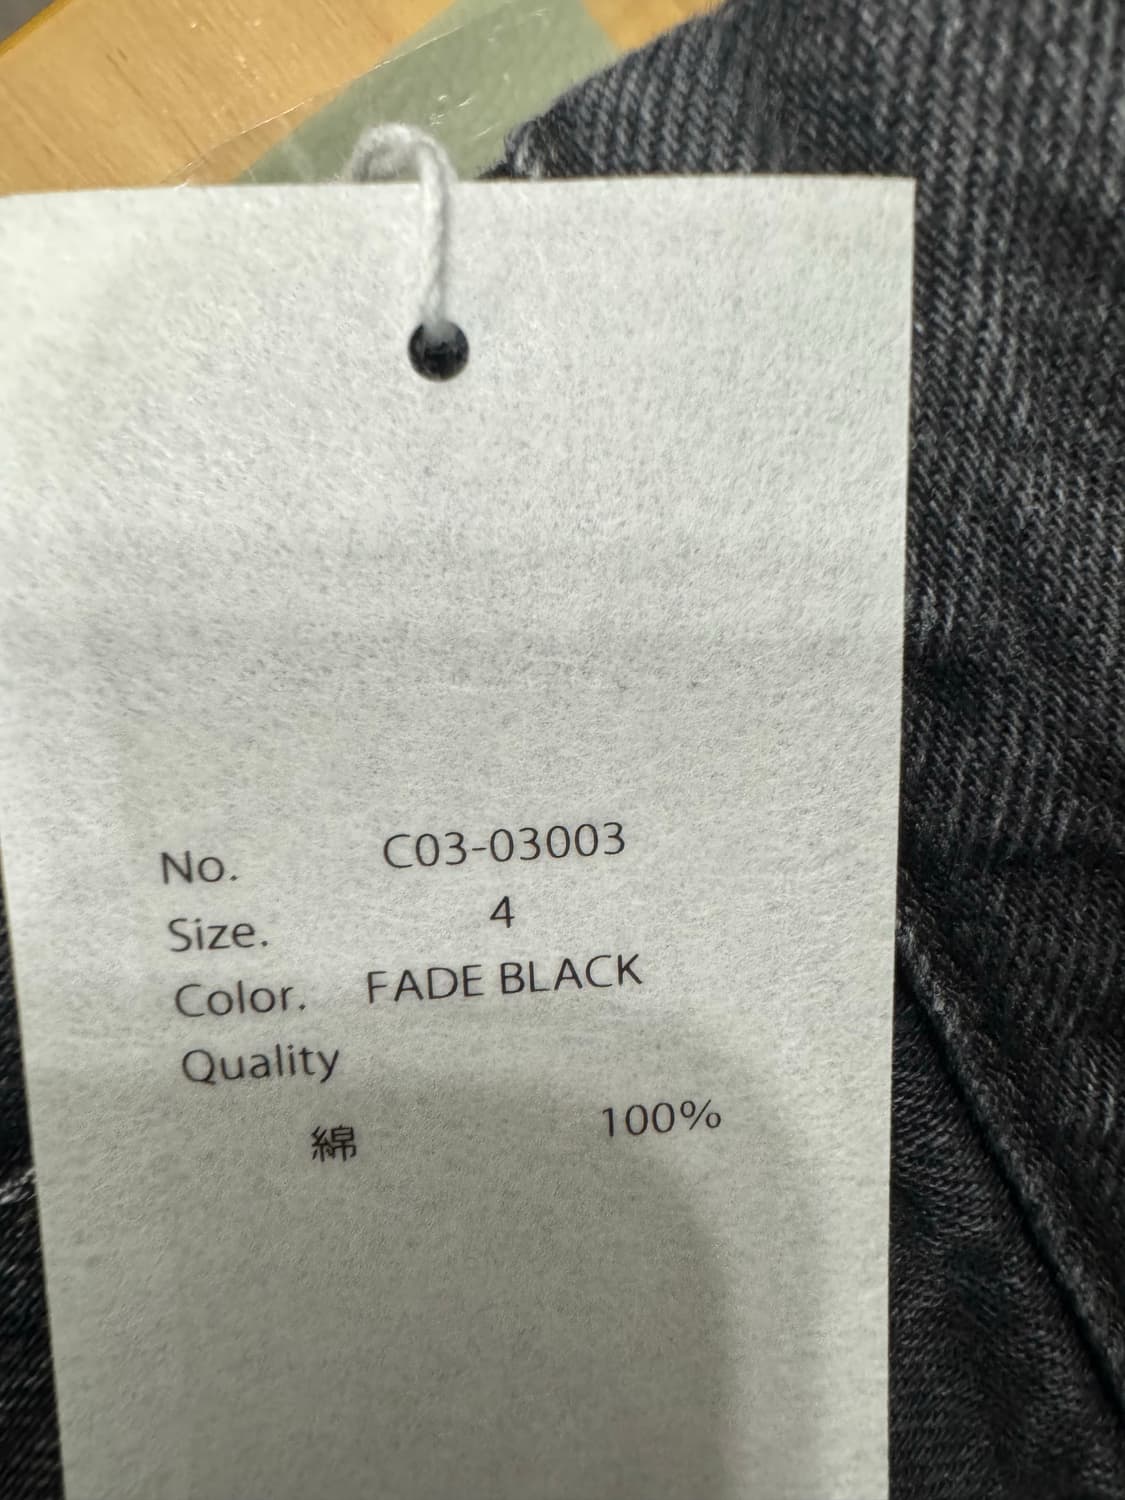 No. C03-03003
Size. 4
Color. FADE BLACK
Quality
綿 100%